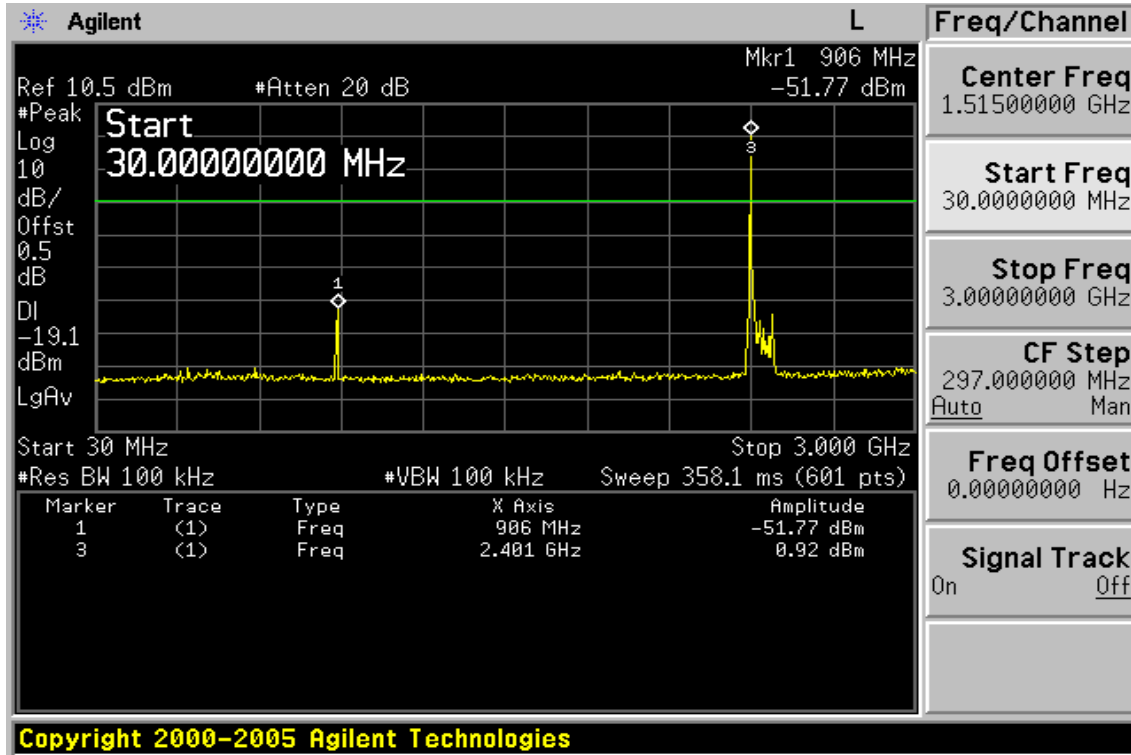 Agilent
L
Freq/Channel
Mkr1 906 MHz
Ref 10.5 dBm #Atten 20 dB -51.77 dBm
#Peak
Log
10
dB/
Offst
0.5
dB
DI
-19.1
dBm
LgAv
Start
30.00000000 MHz
1
3
Start 30 MHz Stop 3.000 GHz
#Res BW 100 kHz #VBW 100 kHz Sweep 358.1 ms (601 pts)
Marker Trace Type X Axis Amplitude
1 (1) Freq 906 MHz -51.77 dBm
3 (1) Freq 2.401 GHz 0.92 dBm
Center Freq
1.51500000 GHz
Start Freq
30.0000000 MHz
Stop Freq
3.00000000 GHz
CF Step
297.000000 MHz
Auto Man
Freq Offset
0.00000000 Hz
Signal Track
On Off
Copyright 2000-2005 Agilent Technologies